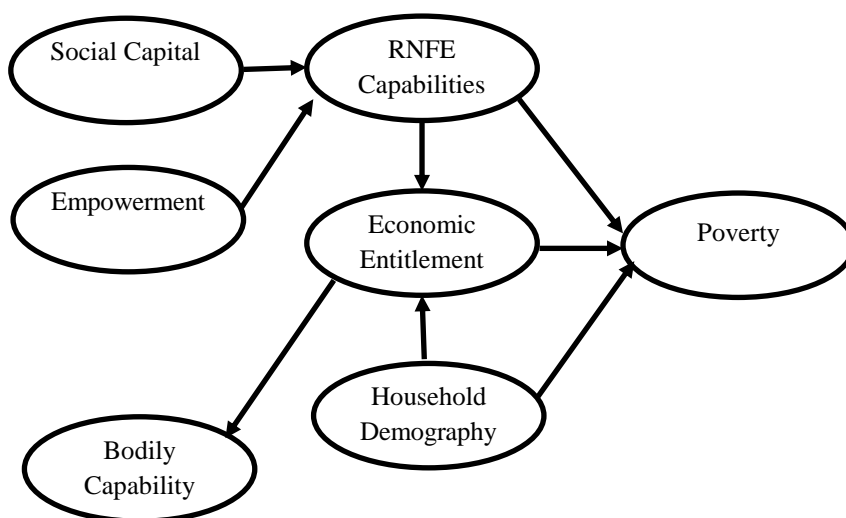 Social Capital
RNFE
Capabilities
Empowerment
Economic
Entitlement
Poverty
Household
Demography
Bodily
Capability